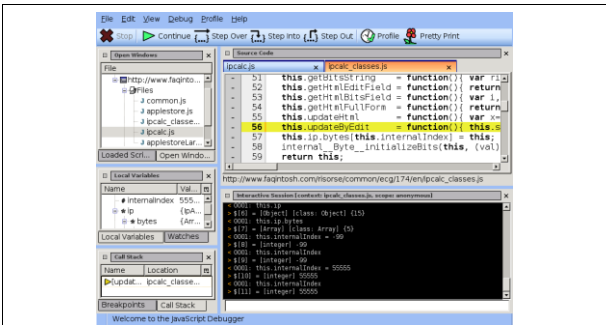 File Edit View Debug Profile Help
Stop Continue Step Over Step Into Step Out Profile Pretty Print
Open Windows
File
http://www.faqinto...
Files
common.js
applestore.js
ipcalc_classe...
ipcalc.js
applestoreLar...
Loaded Scri... Open Windo...
Local Variables
Name Val...
internalIndex 555...
ip {IpA...
bytes {Arr...
Local Variables Watches
Call Stack
Name Location
[updat... ipcalc_classe...
Breakpoints Call Stack
Source Code
ipcalc.js ipcalc_classes.js
51 this.getBitsString = function(){ var ri
52 this.getHtmlEditField = function(){ return
53 this.getHtmlBitsField = function(){ var i,
54 this.getHtmlFullForm = function(){ return
55 this.updateHtml = function(){ var x=
56 this.updateByEdit = function(){ this.s
57 this.ip.bytes[this.internalIndex] = this;
58 internal__Byte__initializeBits(this, (val)
59 return this;
http://www.faqintosh.com/risorse/common/ecg/174/en/ipcalc_classes.js
Interactive Session [context: ipcalc_classes.js, scope: anonymous]
< 0001: this.ip
> $[6] = [Object] [class: Object] {15}
< 0001: this.ip.bytes
> $[7] = [Array] [class: Array] {5}
< 0001: this.internalIndex = -99
> $[8] = [integer] -99
< 0001: this.internalIndex
> $[9] = [integer] -99
< 0001: this.internalIndex = 55555
> $[10] = [integer] 55555
< 0001: this.internalIndex
> $[11] = [integer] 55555
Welcome to the JavaScript Debugger